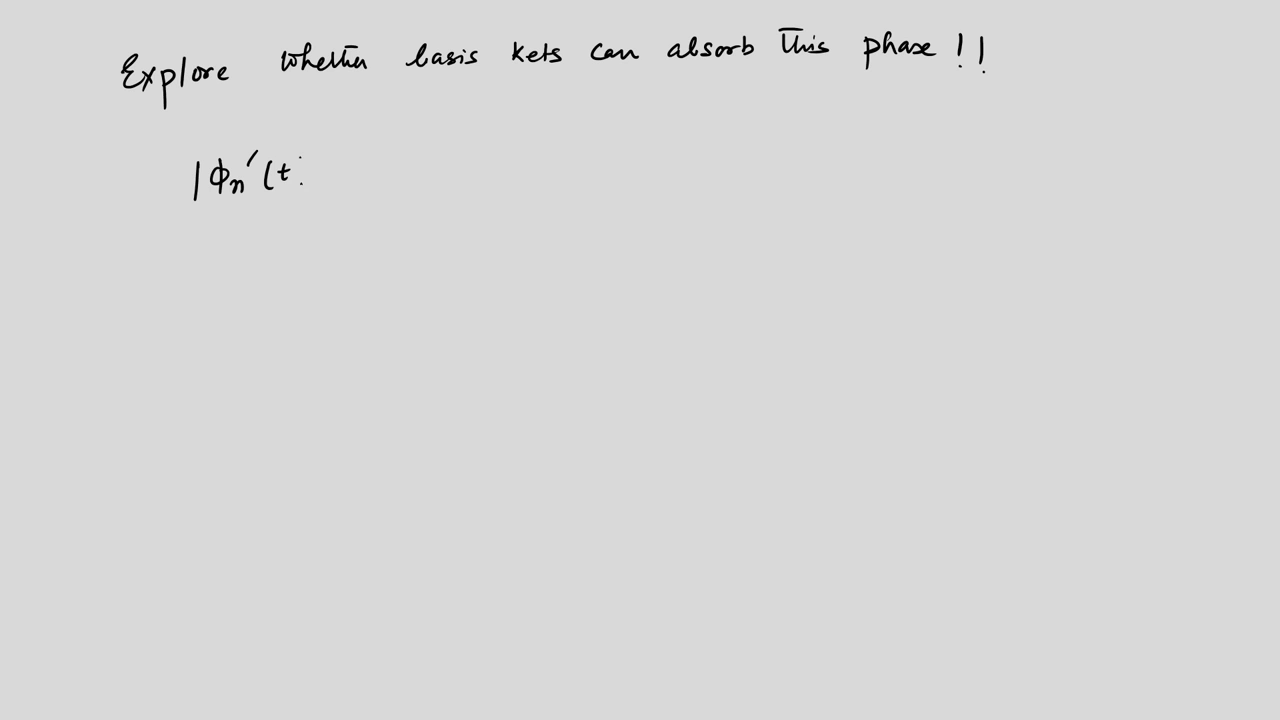 Explore whether basis kets can absorb this phase !!
|ϕn′(t